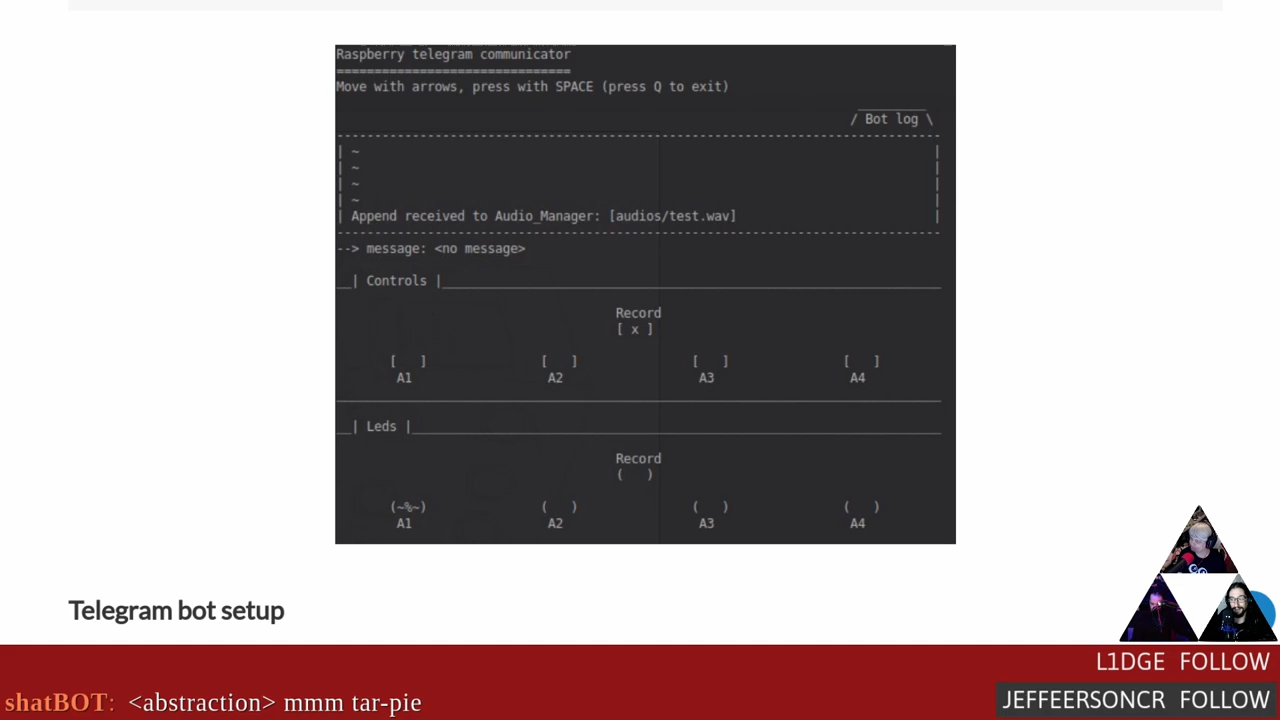 Raspberry telegram communicator
===============================
Move with arrows, press with SPACE (press Q to exit)
/ Bot log \
| ~ |
| ~ |
| ~ |
| ~ |
| Append received to Audio_Manager: [audios/test.wav] |
--> message: <no message>
__| Controls |__
Record
[ x ]
[ ] [ ] [ ] [ ]
A1 A2 A3 A4
__| Leds |__
Record
( )
(~%~) ( ) ( ) ( )
A1 A2 A3 A4
Telegram bot setup
L1DGE FOLLOW
shatBOT: <abstraction> mmm tar-pie
JEFFEERSONCR FOLLOW